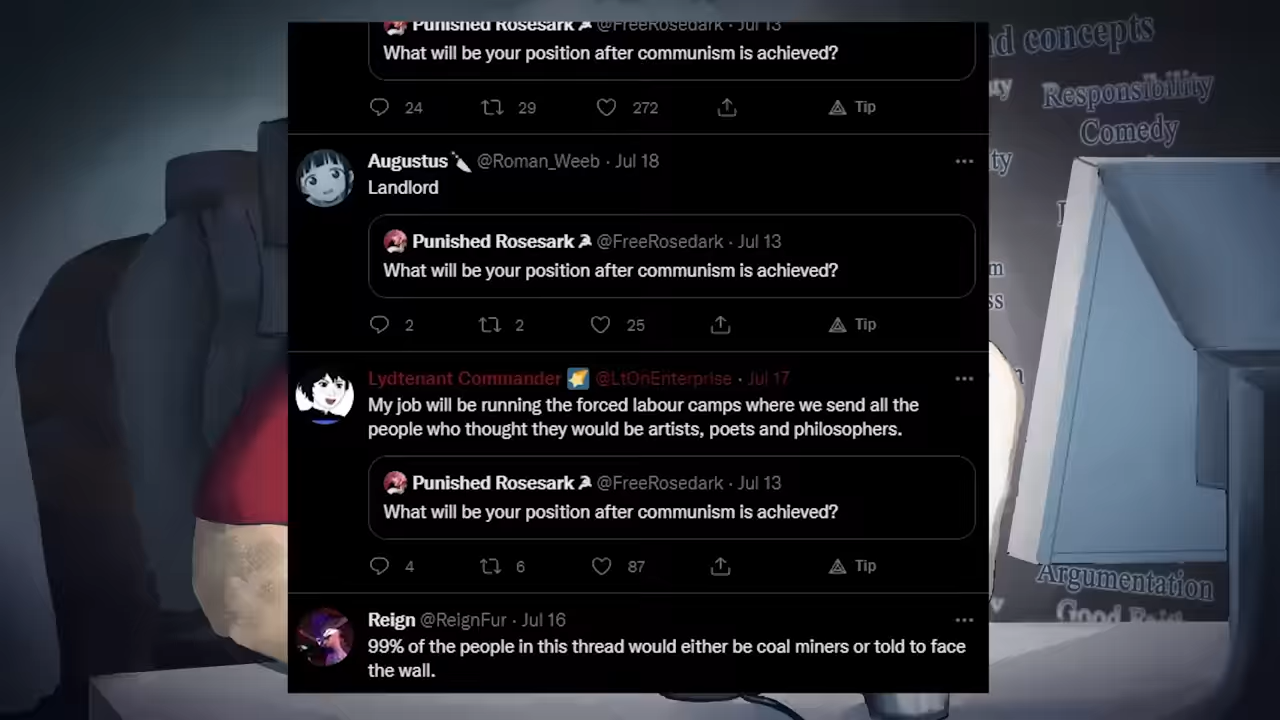 Punished Rosesark @FreeRosedark · Jul 13
What will be your position after communism is achieved?
24 29 272 Tip
Augustus @Roman_Weeb · Jul 18
Landlord
Punished Rosesark @FreeRosedark · Jul 13
What will be your position after communism is achieved?
2 2 25 Tip
Lydtenant Commander @LtOnEnterprise · Jul 17
My job will be running the forced labour camps where we send all the
people who thought they would be artists, poets and philosophers.
Punished Rosesark @FreeRosedark · Jul 13
What will be your position after communism is achieved?
4 6 87 Tip
Reign @ReignFur · Jul 16
99% of the people in this thread would either be coal miners or told to face
the wall.
concepts
Responsibility
Comedy
Argumentation
Good